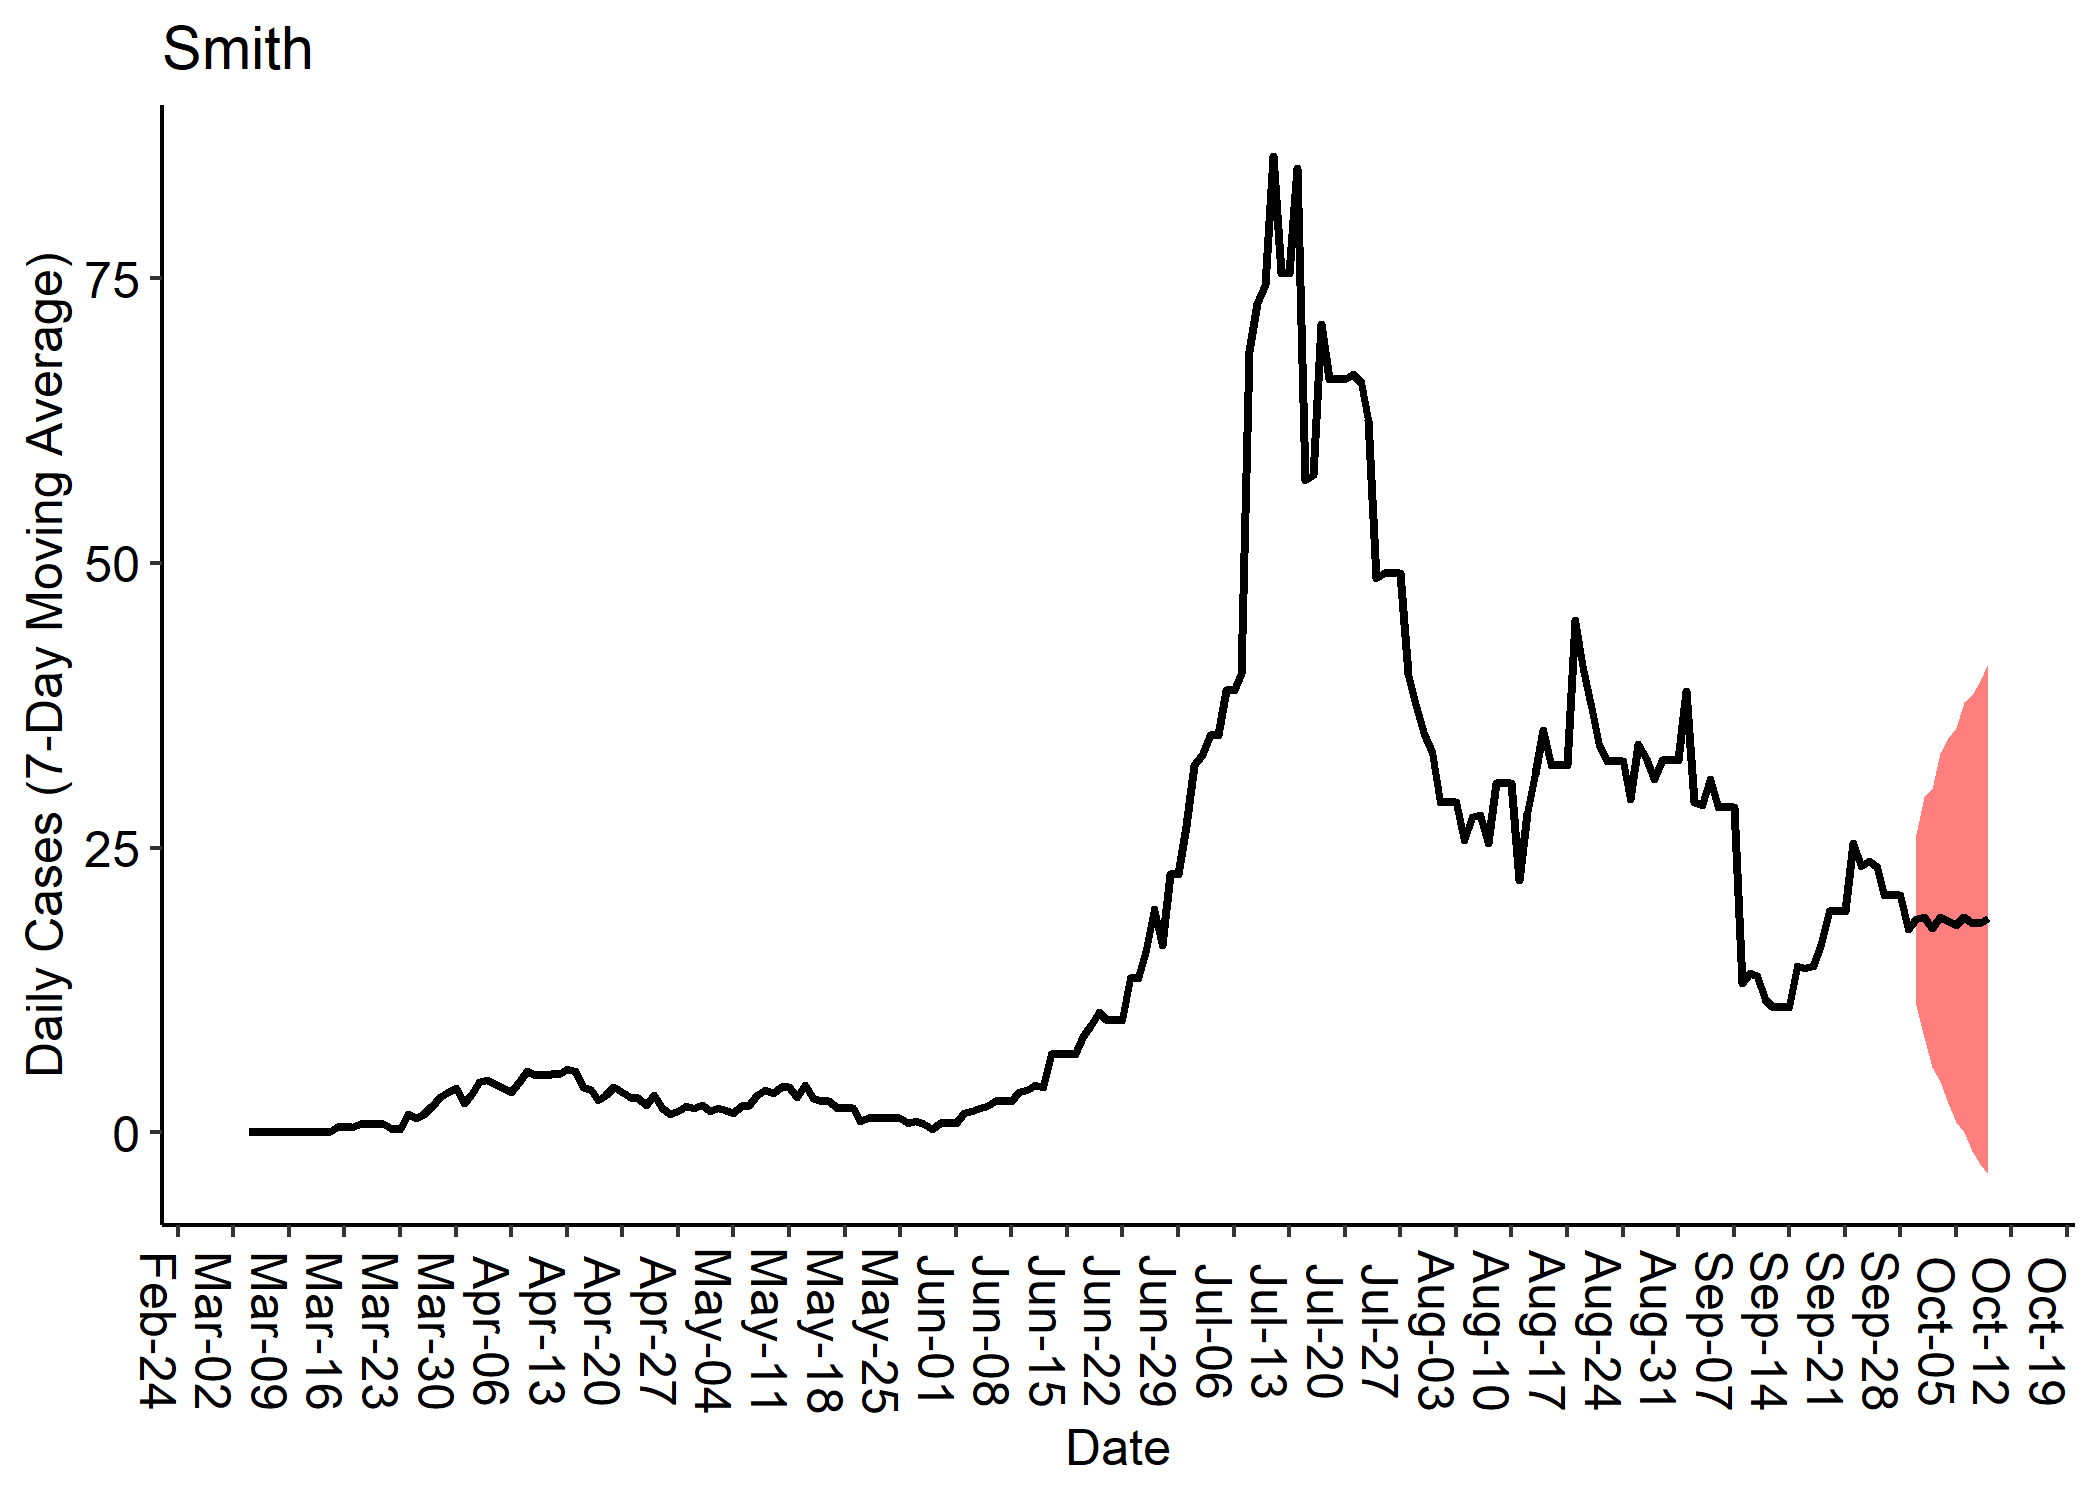 Smith
Daily Cases (7-Day Moving Average)
75
50
25
0
Feb-24
Mar-02
Mar-09
Mar-16
Mar-23
Mar-30
Apr-06
Apr-13
Apr-20
Apr-27
May-04
May-11
May-18
May-25
Jun-01
Jun-08
Jun-15
Jun-22
Jun-29
Jul-06
Jul-13
Jul-20
Jul-27
Aug-03
Aug-10
Aug-17
Aug-24
Aug-31
Sep-07
Sep-14
Sep-21
Sep-28
Oct-05
Oct-12
Oct-19
Date